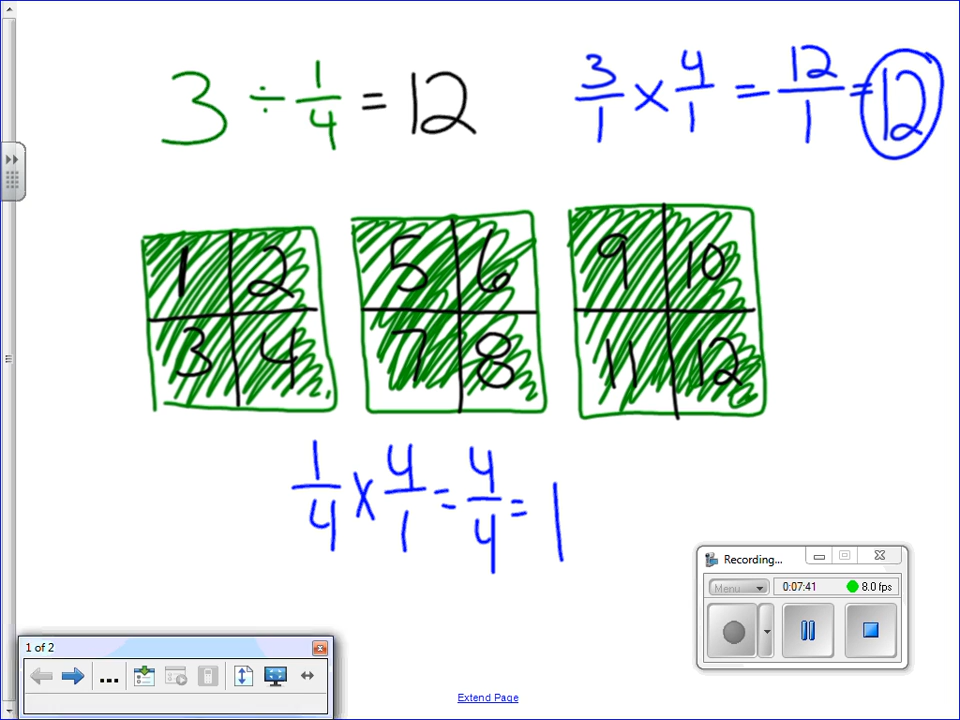 3 ÷ 1/4 = 12
3/1 x 4/1 = 12/1 = 12
1 2 5 6 9 10
3 4 7 8 11 12
1/4 x 4/1 = 4/4 = 1
Recording...
Menu 0:07:41 8.0 fps
1 of 2
...
Extend Page